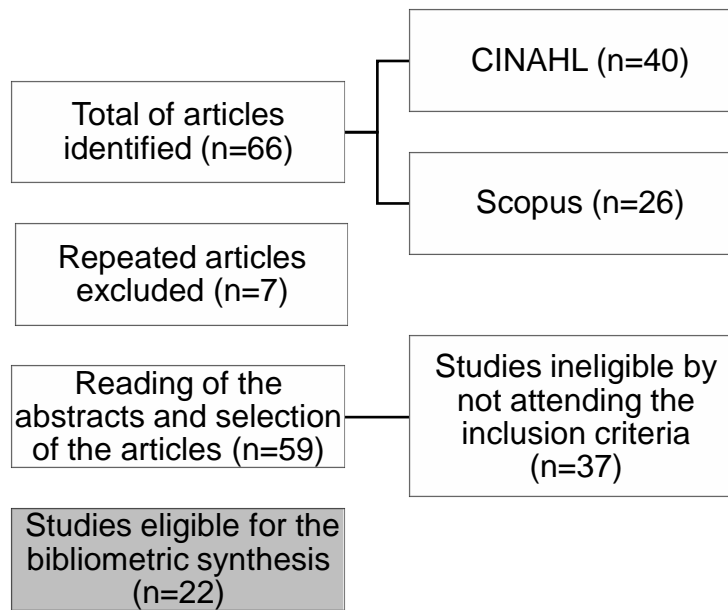 Total of articles
identified (n=66)
CINAHL (n=40)
Scopus (n=26)
Repeated articles
excluded (n=7)
Reading of the
abstracts and selection
of the articles (n=59)
Studies ineligible by
not attending the
inclusion criteria
(n=37)
Studies eligible for the
bibliometric synthesis
(n=22)